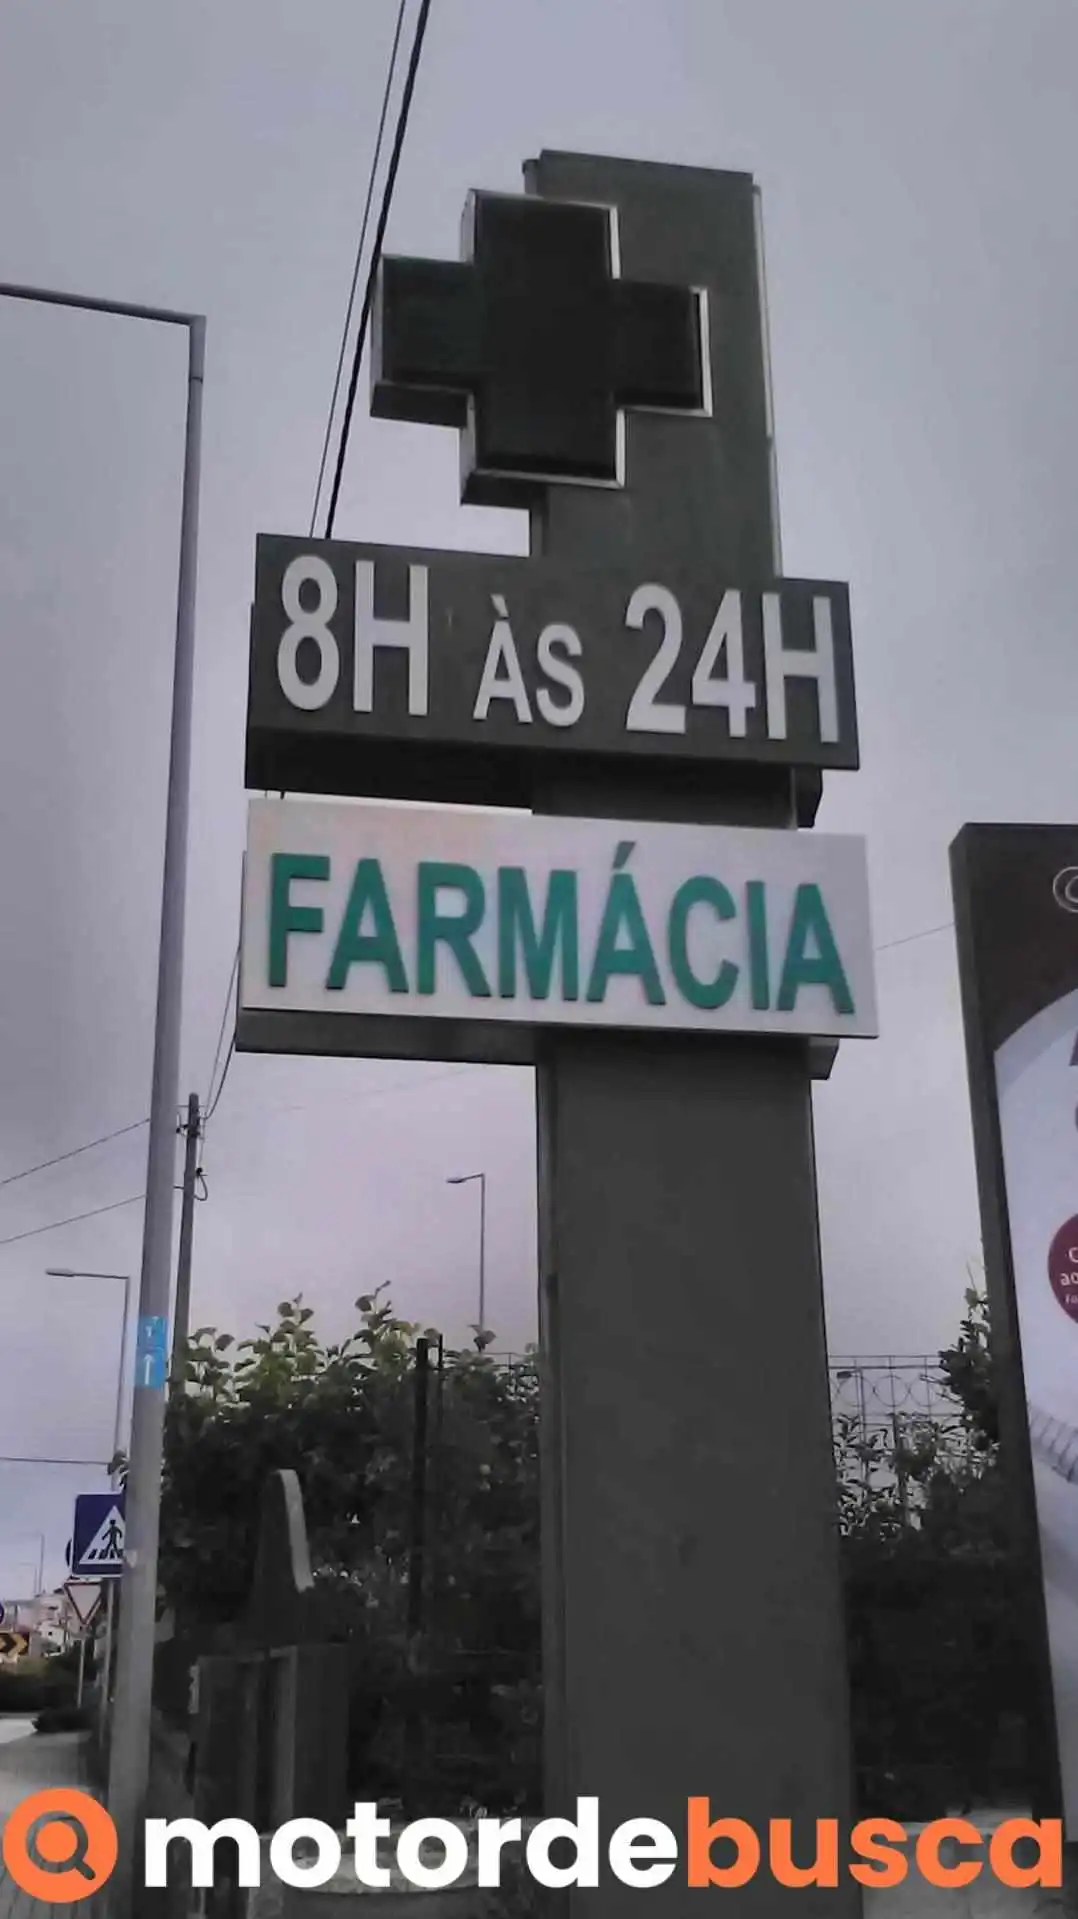 8H ÀS 24H
FARMÁCIA
motordebusca